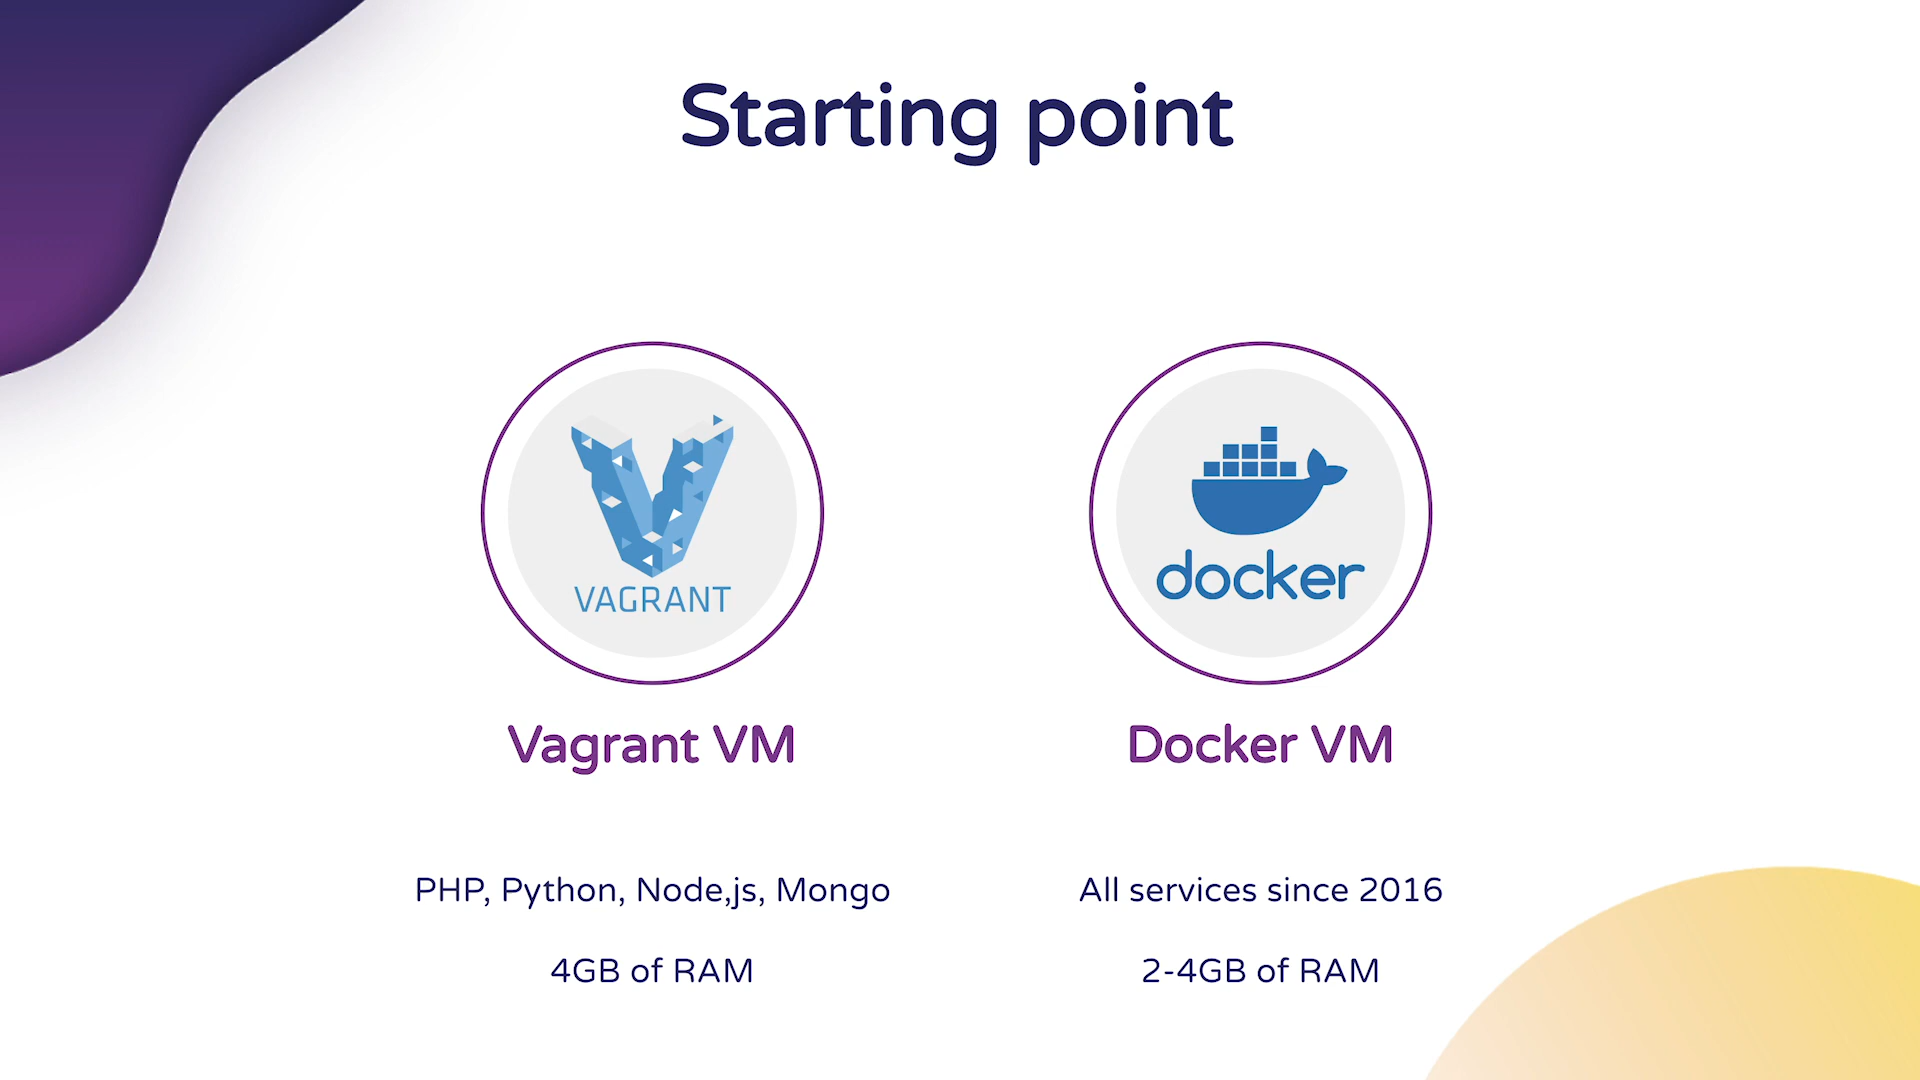 Starting point
VAGRANT
docker
Vagrant VM
Docker VM
PHP, Python, Node,js, Mongo
All services since 2016
4GB of RAM
2-4GB of RAM